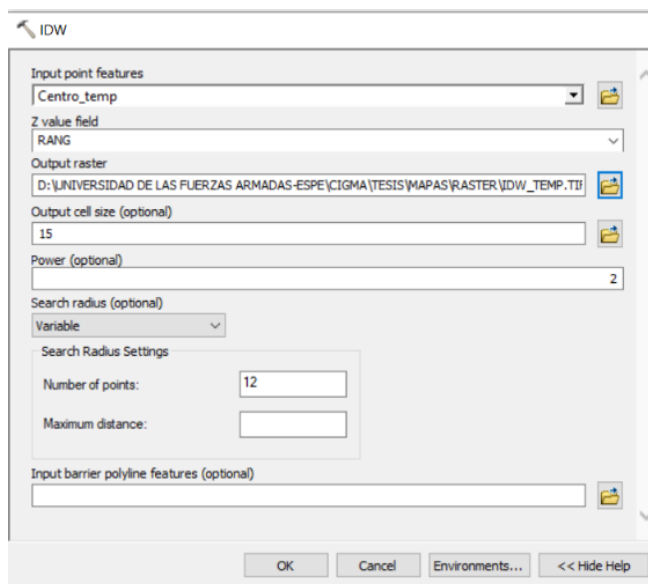 IDW
Input point features
Centro_temp
Z value field
RANG
Output raster
D:\UNIVERSIDAD DE LAS FUERZAS ARMADAS-ESPE\CIGMA\TESIS\MAPAS\RASTER\IDW_TEMP.TIF
Output cell size (optional)
15
Power (optional)
2
Search radius (optional)
Variable
Search Radius Settings
Number of points:
12
Maximum distance:
Input barrier polyline features (optional)
OK
Cancel
Environments...
<< Hide Help